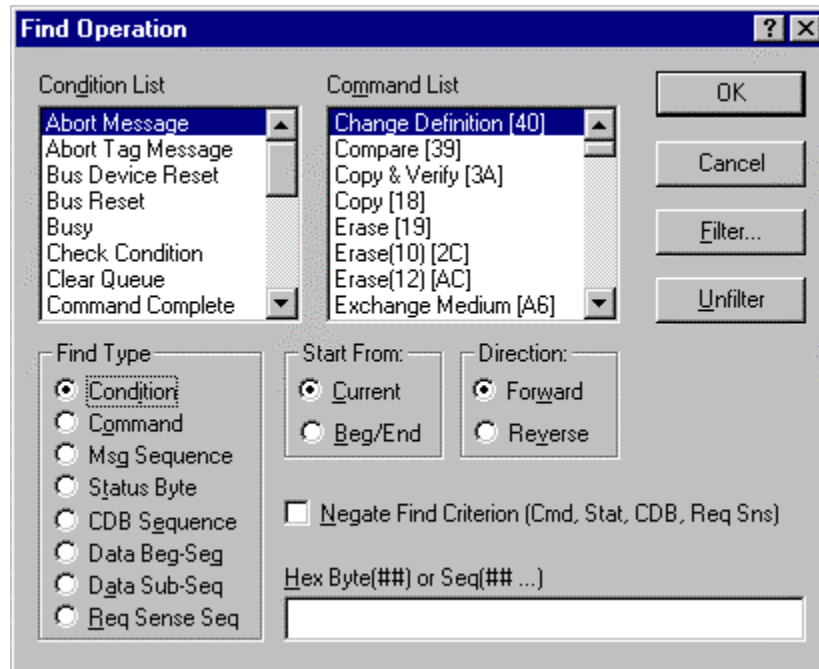 Find Operation
Condition List
Abort Message
Abort Tag Message
Bus Device Reset
Bus Reset
Busy
Check Condition
Clear Queue
Command Complete
Command List
Change Definition [40]
Compare [39]
Copy & Verify [3A]
Copy [18]
Erase [19]
Erase(10) [2C]
Erase(12) [AC]
Exchange Medium [A6]
OK
Cancel
Filter...
Unfilter
Find Type
Condition
Command
Msg Sequence
Status Byte
CDB Sequence
Data Beg-Seg
Data Sub-Seq
Req Sense Seq
Start From:
Current
Beg/End
Direction:
Forward
Reverse
Negate Find Criterion (Cmd, Stat, CDB, Req Sns)
Hex Byte(##) or Seq(## ...)